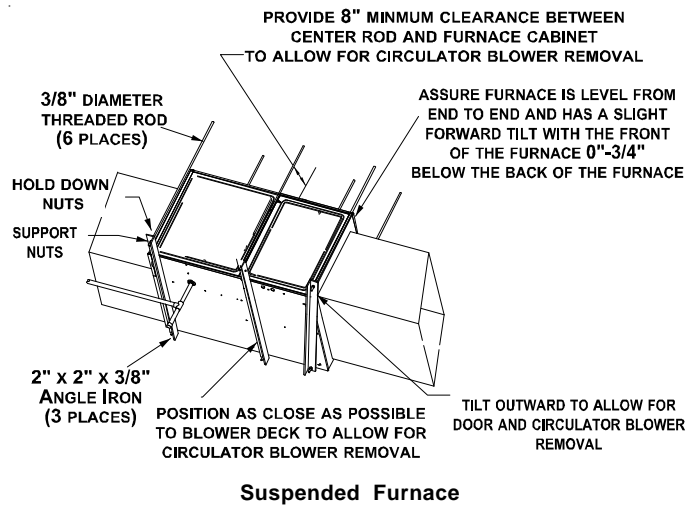 PROVIDE 8" MINMUM CLEARANCE BETWEEN
CENTER ROD AND FURNACE CABINET
TO ALLOW FOR CIRCULATOR BLOWER REMOVAL
3/8" DIAMETER
THREADED ROD
(6 PLACES)
ASSURE FURNACE IS LEVEL FROM
END TO END AND HAS A SLIGHT
FORWARD TILT WITH THE FRONT
OF THE FURNACE 0"-3/4"
BELOW THE BACK OF THE FURNACE
HOLD DOWN
NUTS
SUPPORT
NUTS
2" X 2" X 3/8"
ANGLE IRON
(3 PLACES)
POSITION AS CLOSE AS POSSIBLE
TO BLOWER DECK TO ALLOW FOR
CIRCULATOR BLOWER REMOVAL
TILT OUTWARD TO ALLOW FOR
DOOR AND CIRCULATOR BLOWER
REMOVAL
Suspended Furnace